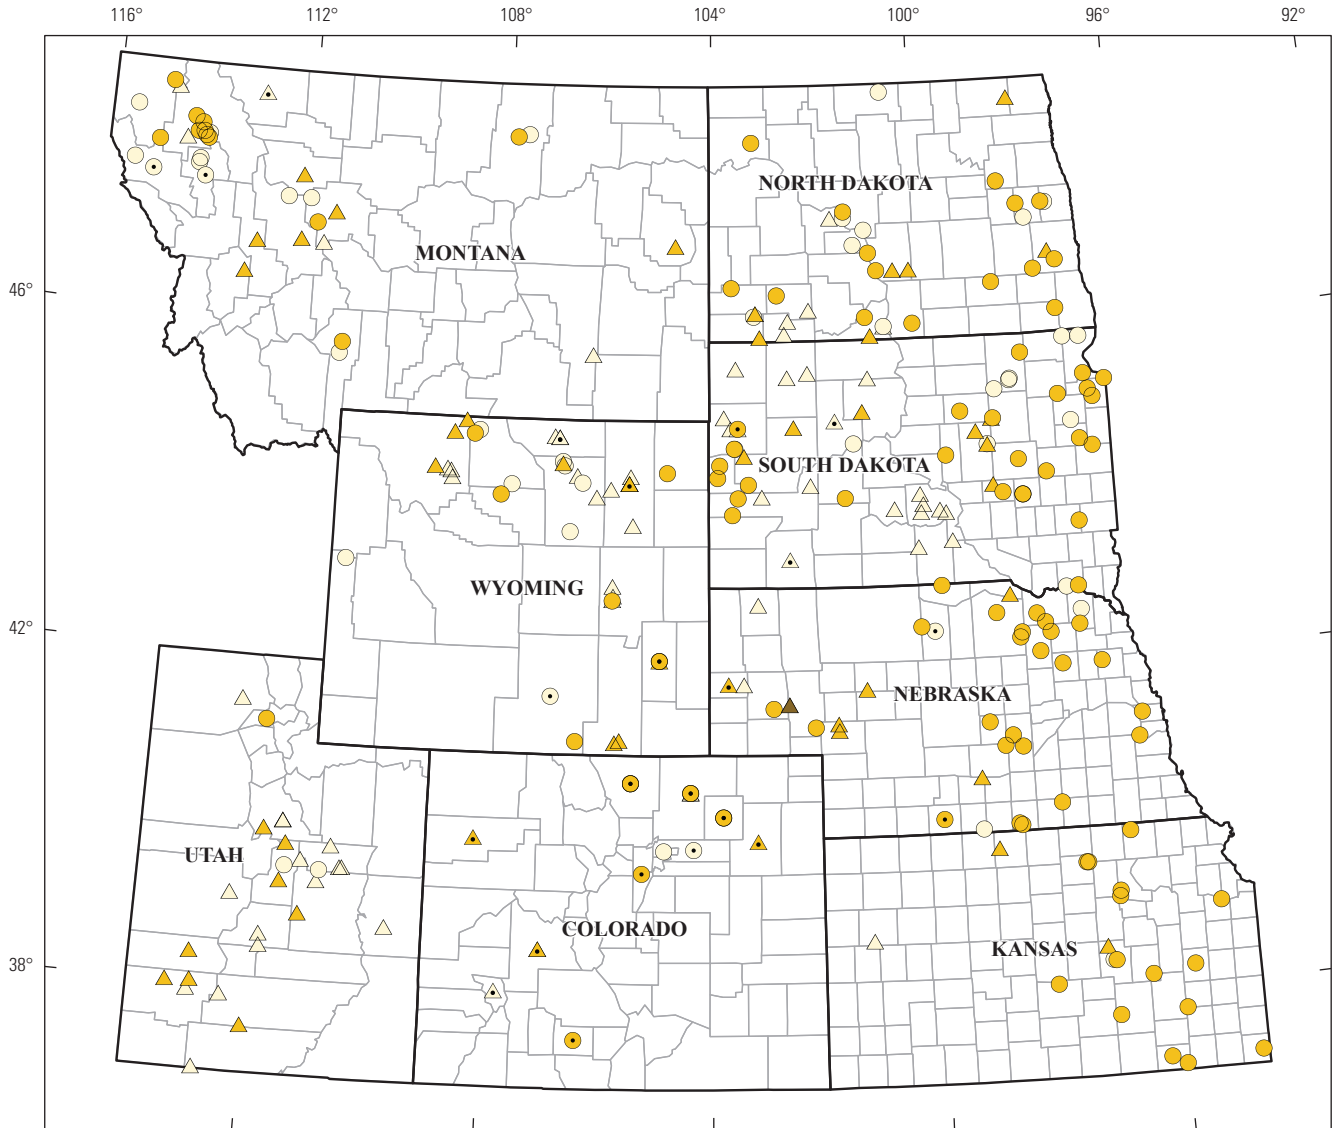 116° 112° 108° 104° 100° 96° 92°
NORTH DAKOTA
MONTANA
46°
SOUTH DAKOTA
WYOMING
42°
NEBRASKA
UTAH
COLORADO
KANSAS
38°